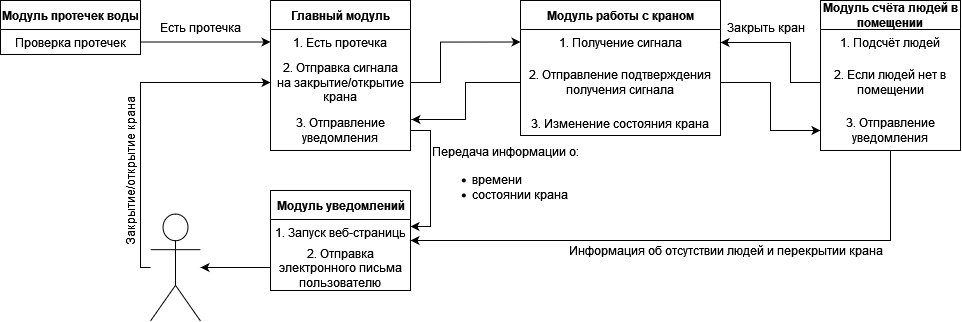 Модуль протечек воды
Проверка протечек
Есть протечка
Главный модуль
1. Есть протечка
2. Отправка сигнала
на закрытие/открытие
крана
3. Отправление
уведомления
Модуль работы с краном
1. Получение сигнала
2. Отправление подтверждения
получения сигнала
3. Изменение состояния крана
Закрыть кран
Модуль счёта людей в
помещении
1. Подсчёт людей
2. Если людей нет в
помещении
3. Отправление
уведомления
Передача информации о:
• времени
• состоянии крана
Закрытие/открытие крана
Модуль уведомлений
1. Запуск веб-страниц
2. Отправка
электронного письма
пользователю
Информация об отсутствии людей и перекрытии крана